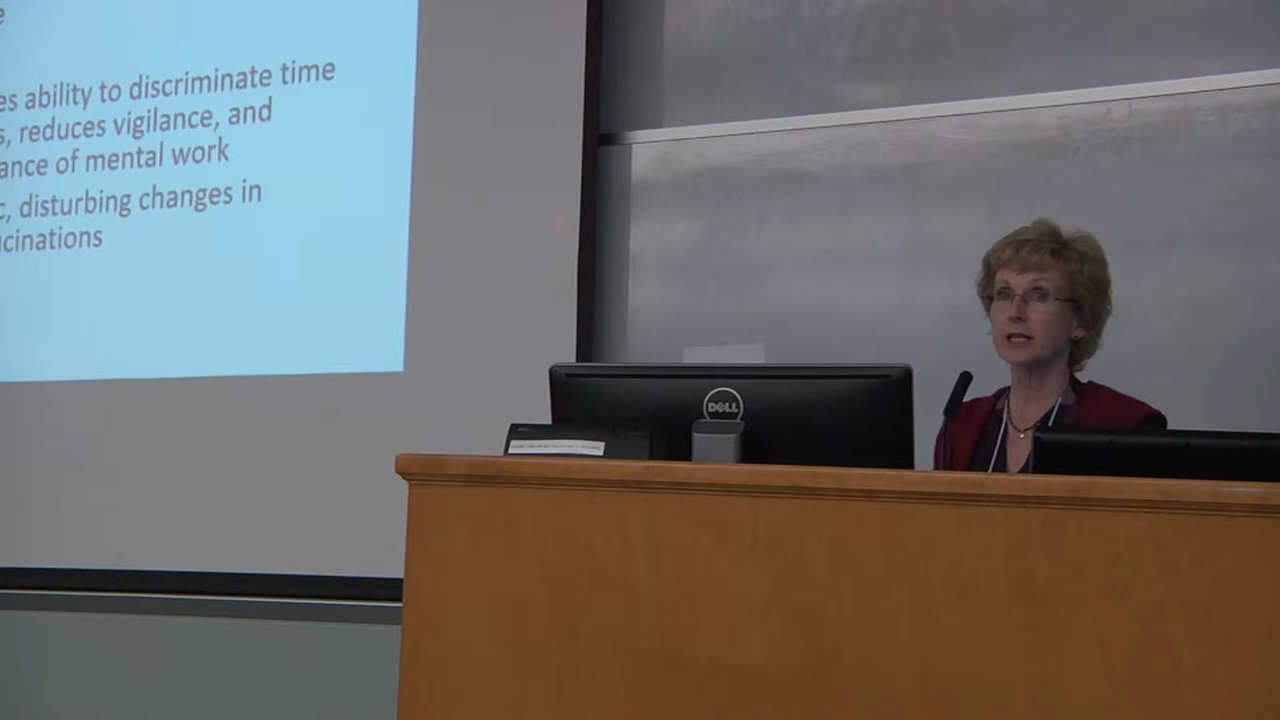 e
es ability to discriminate time
s, reduces vigilance, and
ance of mental work
c, disturbing changes in
ucinations
DELL